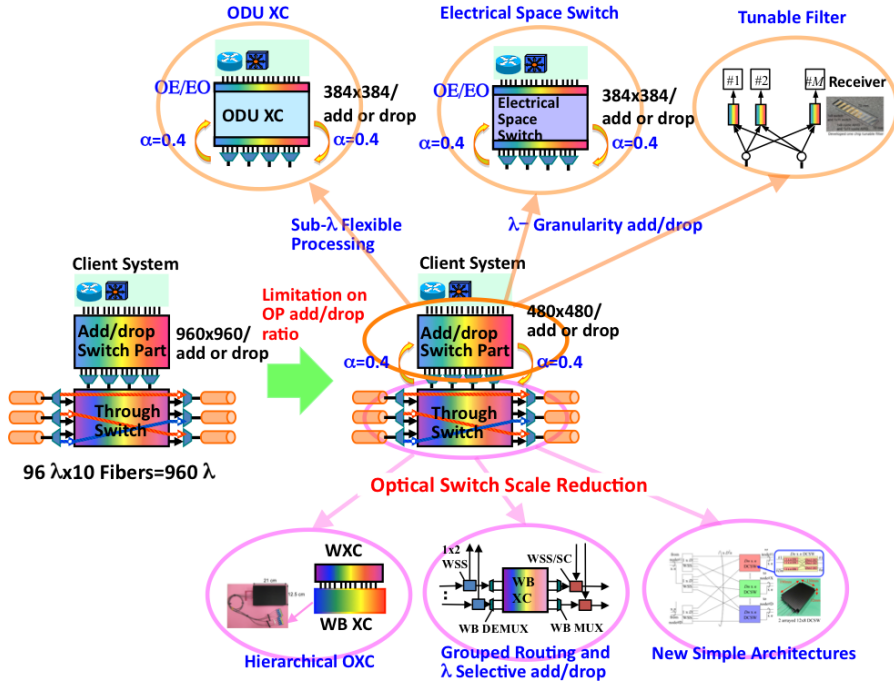 ODU XC
Electrical Space Switch
Tunable Filter
OE/EO
ODU XC
384x384/
add or drop
α=0.4
α=0.4
OE/EO
Electrical
Space
Switch
384x384/
add or drop
α=0.4
α=0.4
#1
#2
#M
Receiver
Sub-λ Flexible
Processing
λ– Granularity add/drop
Client System
Add/drop
Switch Part
960x960/
add or drop
Through
Switch
96 λx10 Fibers=960 λ
Limitation on
OP add/drop
ratio
Client System
480x480/
add or drop
Add/drop
Switch Part
α=0.4
α=0.4
Through
Switch
Optical Switch Scale Reduction
WXC
21 cm
WB XC
Hierarchical OXC
1x2
WSS
WSS/SC
WB
XC
WB DEMUX
WB MUX
Grouped Routing and
λ Selective add/drop
New Simple Architectures